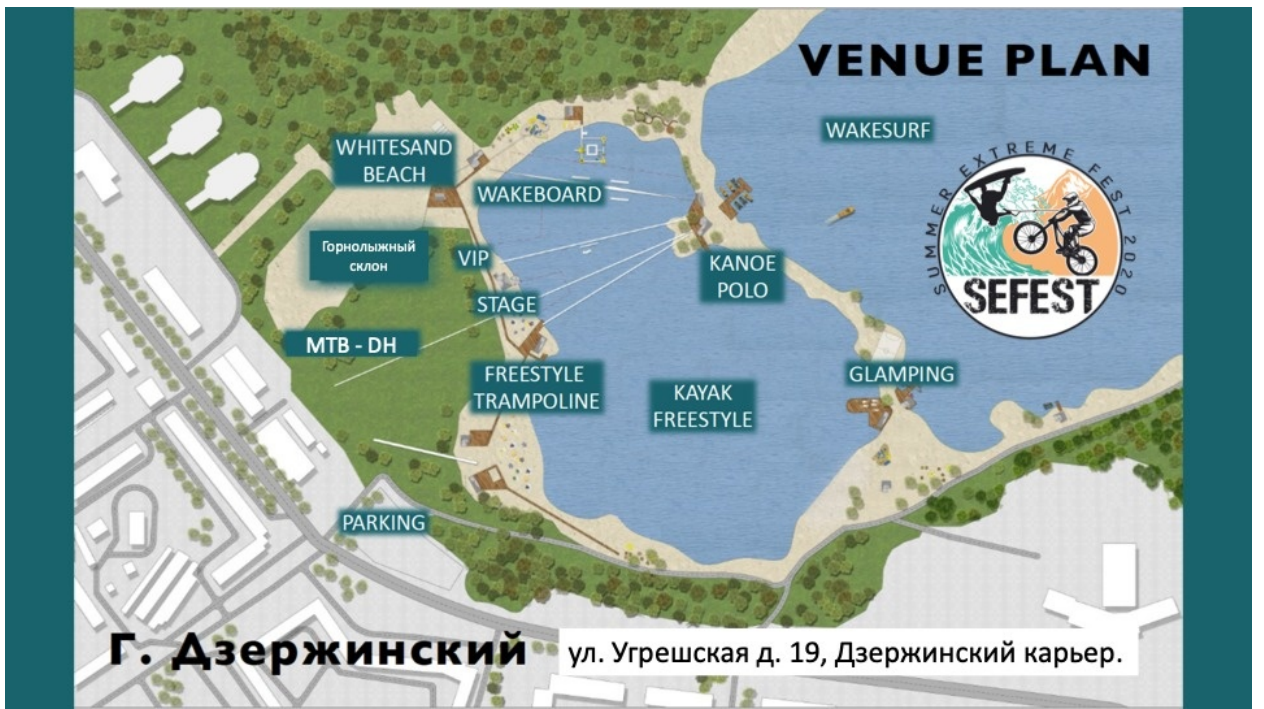 VENUE PLAN
WAKESURF
SUMMER EXTREME FEST 2020
SEFEST
WHITESAND
BEACH
WAKEBOARD
Горнолыжный
склон
VIP
KANOE
POLO
STAGE
MTB - DH
FREESTYLE
TRAMPOLINE
KAYAK
FREESTYLE
GLAMPING
PARKING
Г. Дзержинский
ул. Угрешская д. 19, Дзержинский карьер.